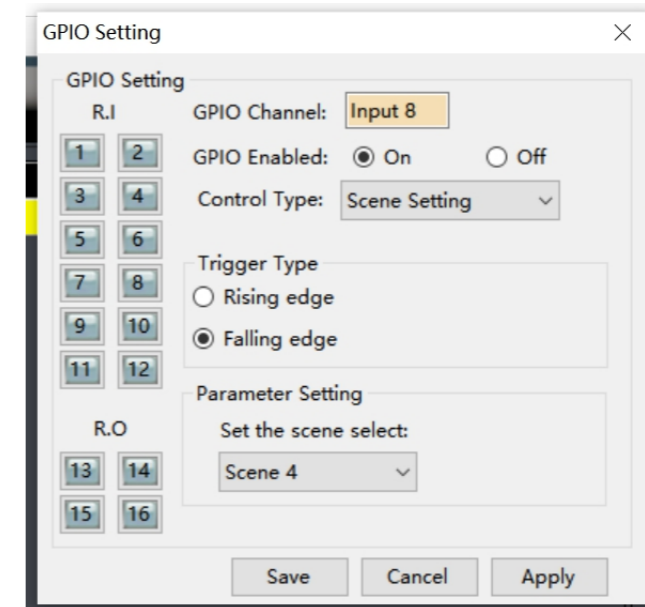 GPIO Setting
GPIO Setting
R.I
GPIO Channel: Input 8
1 2
GPIO Enabled: On Off
3 4
Control Type: Scene Setting
5 6
Trigger Type
7 8
Rising edge
9 10
Falling edge
11 12
Parameter Setting
R.O
Set the scene select:
13 14
Scene 4
15 16
Save Cancel Apply